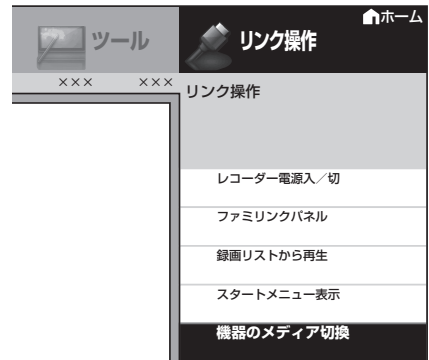 ホーム
ツール
リンク操作
××× ×××
リンク操作
レコーダー電源入／切
ファミリンクパネル
録画リストから再生
スタートメニュー表示
機器のメディア切換